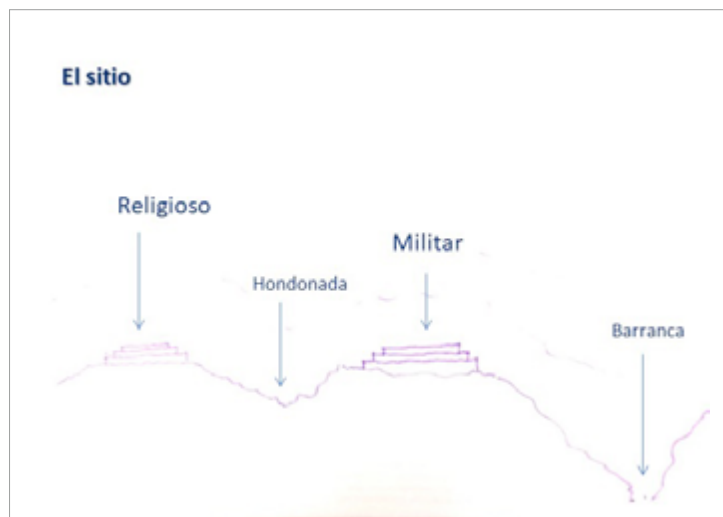 El sitio
Religioso
Militar
Hondonada
Barranca